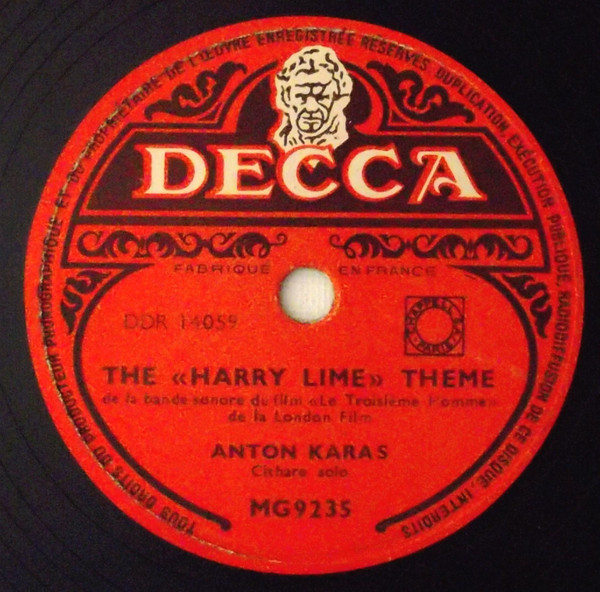 TOUS DROITS DU PRODUCTEUR PHONOGRAPHIQUE ET DU PROPRIÉTAIRE DE L'ŒUVRE ENREGISTRÉE RÉSERVÉS DUPLICATION EXÉCUTION PUBLIQUE, RADIODIFFUSION DE CE DISQUE, INTERDITS
DECCA
FABRIQUE EN FRANCE
DDR 14059
CHAPPELL S.A.
PARIS
THE «HARRY LIME» THEME
de la bande sonore du film «Le Troisième Homme»
de la London Film
ANTON KARAS
Cithare solo
MG9235